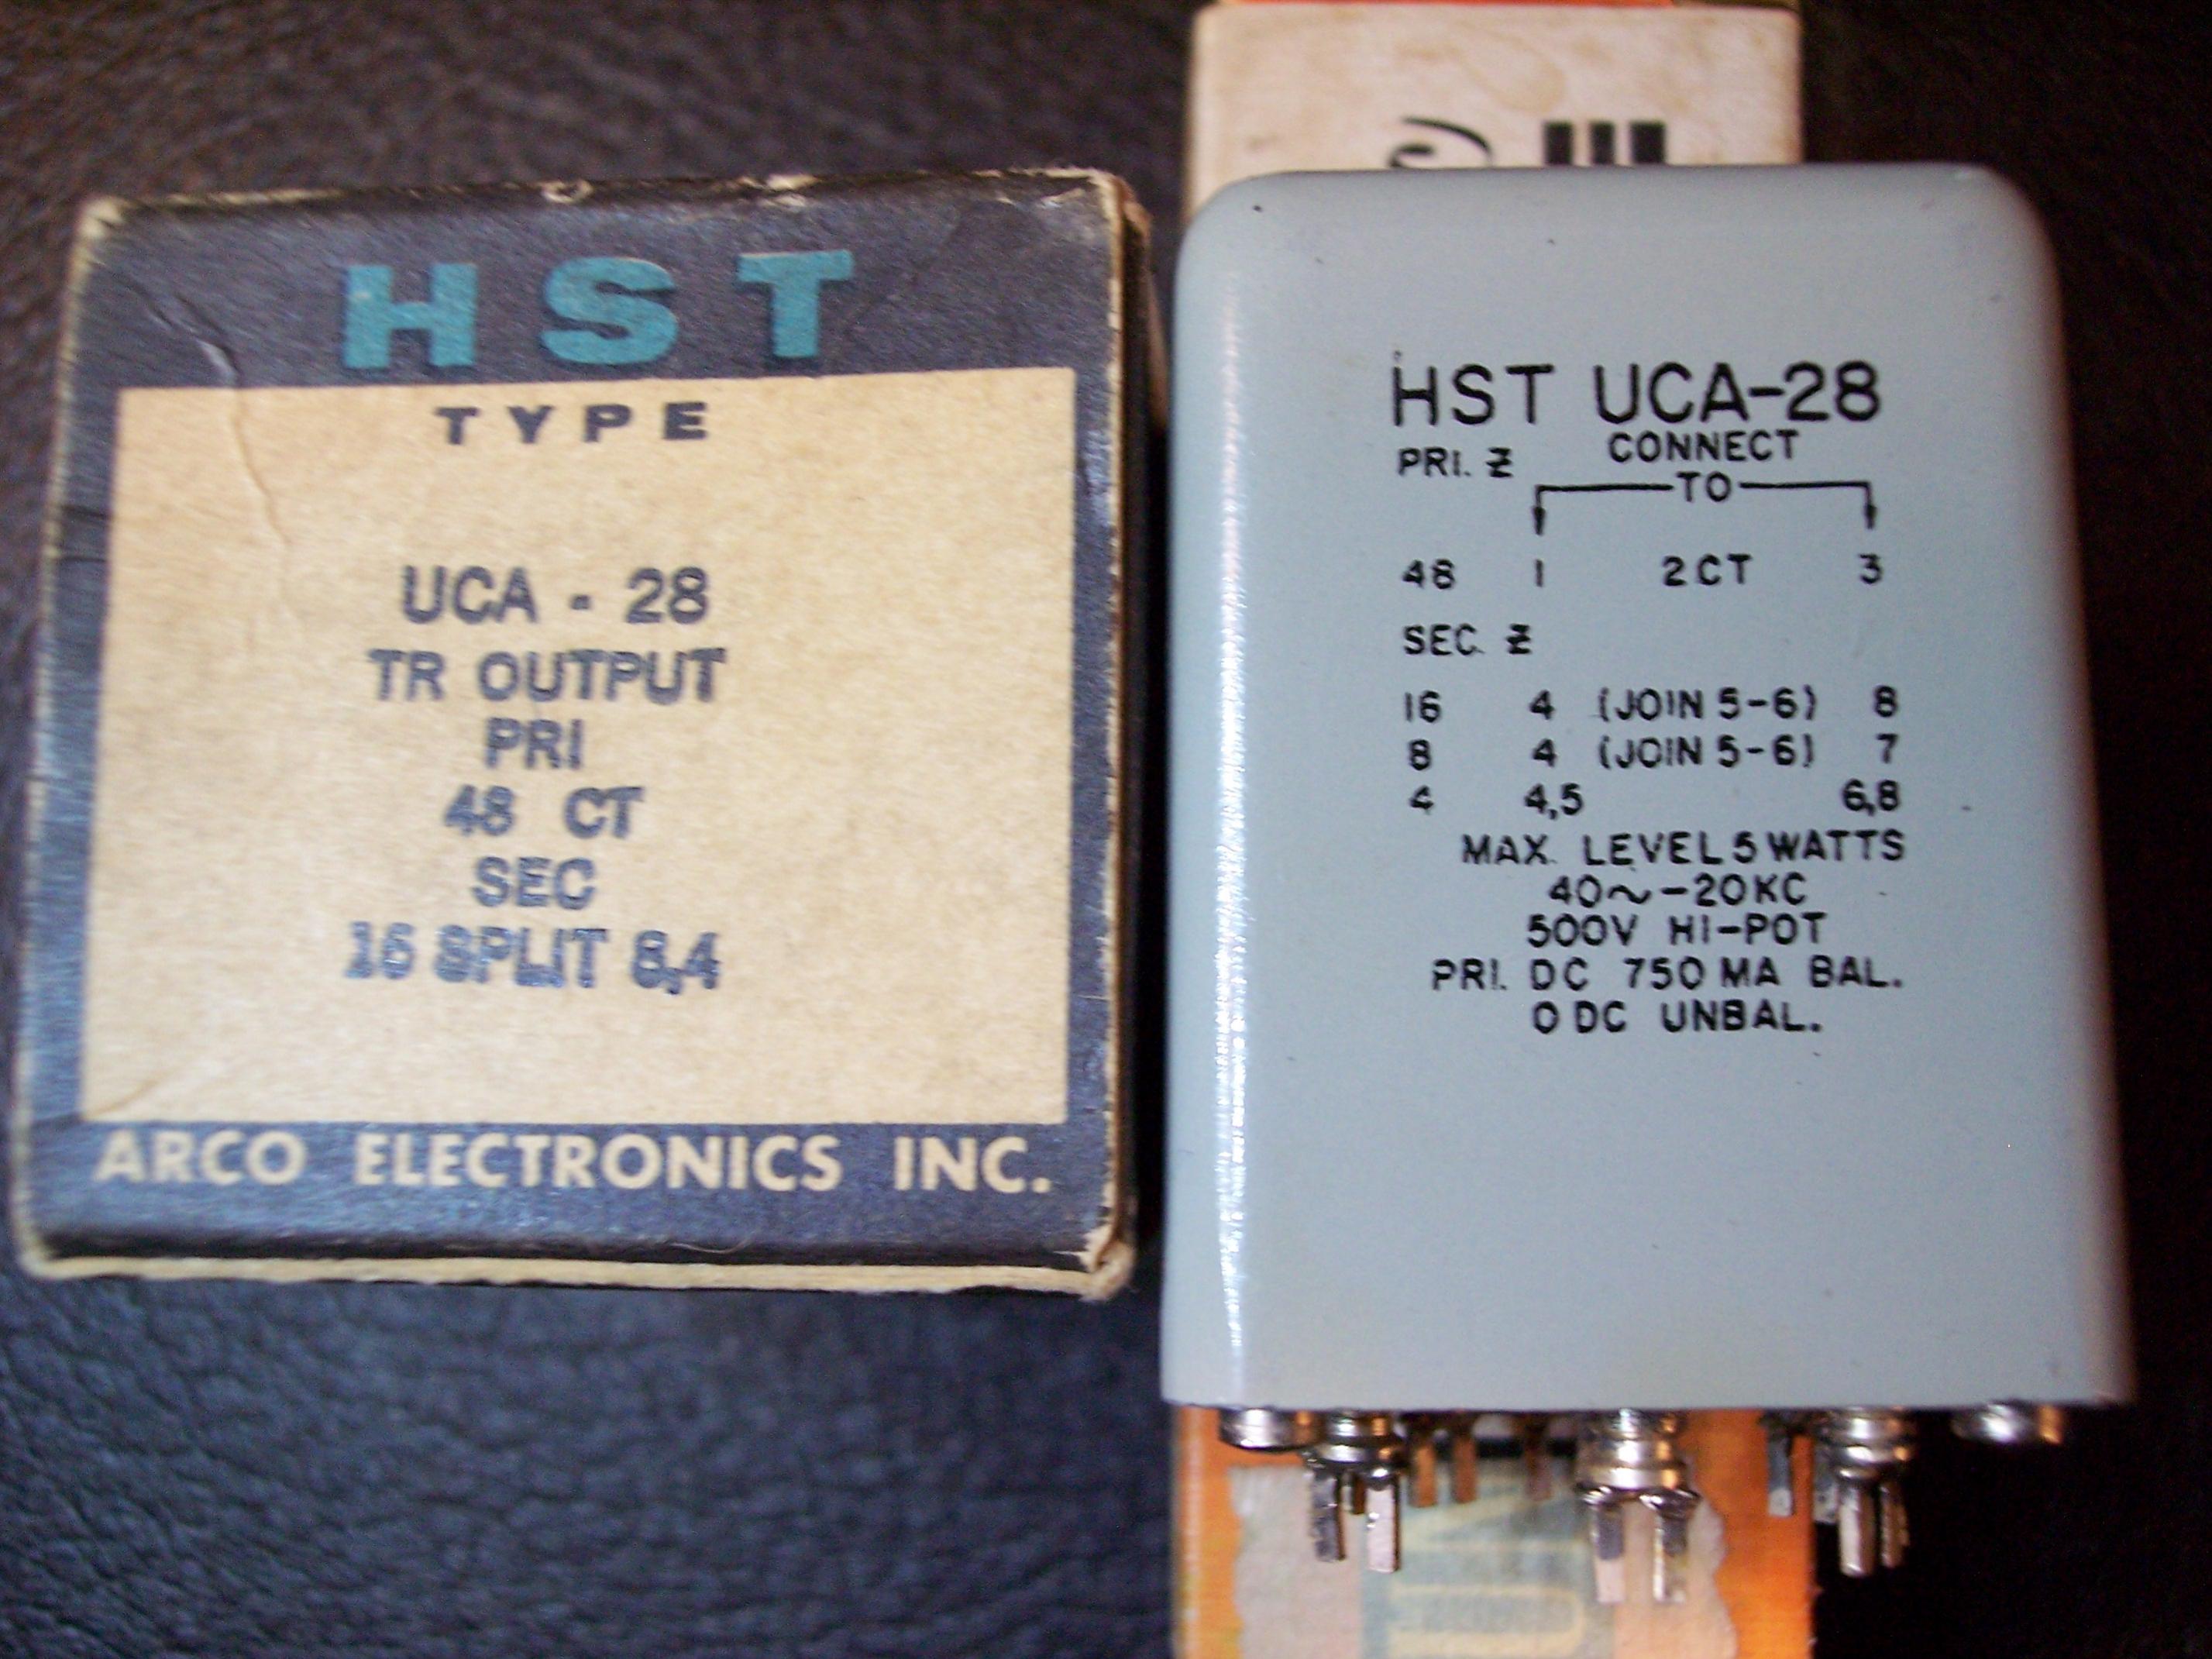 HST
TYPE
UCA - 28
TR OUTPUT
PRI
48 CT
SEC
16 SPLIT 8,4
ARCO ELECTRONICS INC.
HST UCA-28
PRI. Z CONNECT
TO
48 1 2 CT 3
SEC. Z
16 4 (JOIN 5-6) 8
8 4 (JOIN 5-6) 7
4 4,5 6,8
MAX. LEVEL 5 WATTS
40~-20KC
500V HI-POT
PRI. DC 750 MA BAL.
0 DC UNBAL.